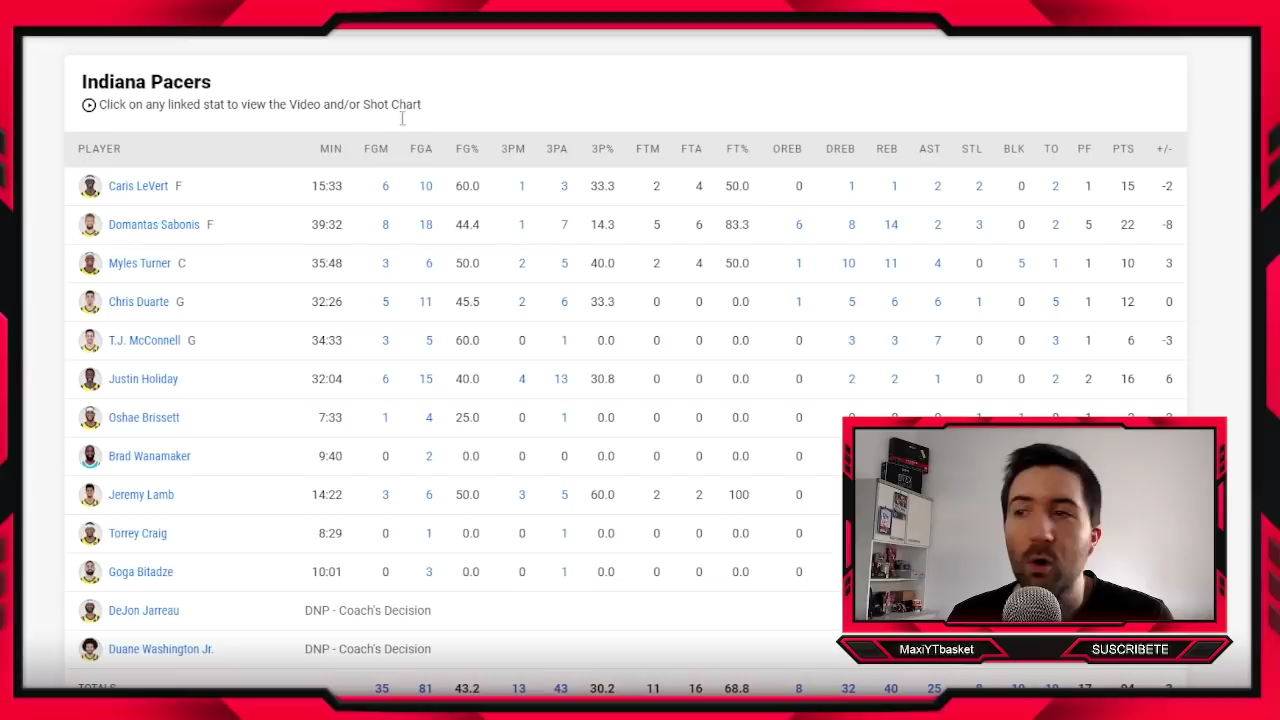 Indiana Pacers
Click on any linked stat to view the Video and/or Shot Chart
PLAYER MIN FGM FGA FG% 3PM 3PA 3P% FTM FTA FT% OREB DREB REB AST STL BLK TO PF PTS +/-
Caris LeVert F 15:33 6 10 60.0 1 3 33.3 2 4 50.0 0 1 1 2 2 0 2 1 15 -2
Domantas Sabonis F 39:32 8 18 44.4 1 7 14.3 5 6 83.3 6 8 14 2 3 0 2 5 22 -8
Myles Turner C 35:48 3 6 50.0 2 5 40.0 2 4 50.0 1 10 11 4 0 5 1 1 10 3
Chris Duarte G 32:26 5 11 45.5 2 6 33.3 0 0 0.0 1 5 6 6 1 0 5 1 12 0
T.J. McConnell G 34:33 3 5 60.0 0 1 0.0 0 0 0.0 0 3 3 7 0 0 3 1 6 -3
Justin Holiday 32:04 6 15 40.0 4 13 30.8 0 0 0.0 0 2 2 1 0 0 2 2 16 6
Oshae Brissett 7:33 1 4 25.0 0 1 0.0 0 0 0.0 0
Brad Wanamaker 9:40 0 2 0.0 0 0 0.0 0 0 0.0 0
Jeremy Lamb 14:22 3 6 50.0 3 5 60.0 2 2 100 0
Torrey Craig 8:29 0 1 0.0 0 1 0.0 0 0 0.0 0
Goga Bitadze 10:01 0 3 0.0 0 1 0.0 0 0 0.0 0
DeJon Jarreau DNP - Coach's Decision
Duane Washington Jr. DNP - Coach's Decision
TOTALS 35 81 43.2 13 43 30.2 11 16 68.8 8 32 40 25
MaxiYTbasket
SUSCRIBETE